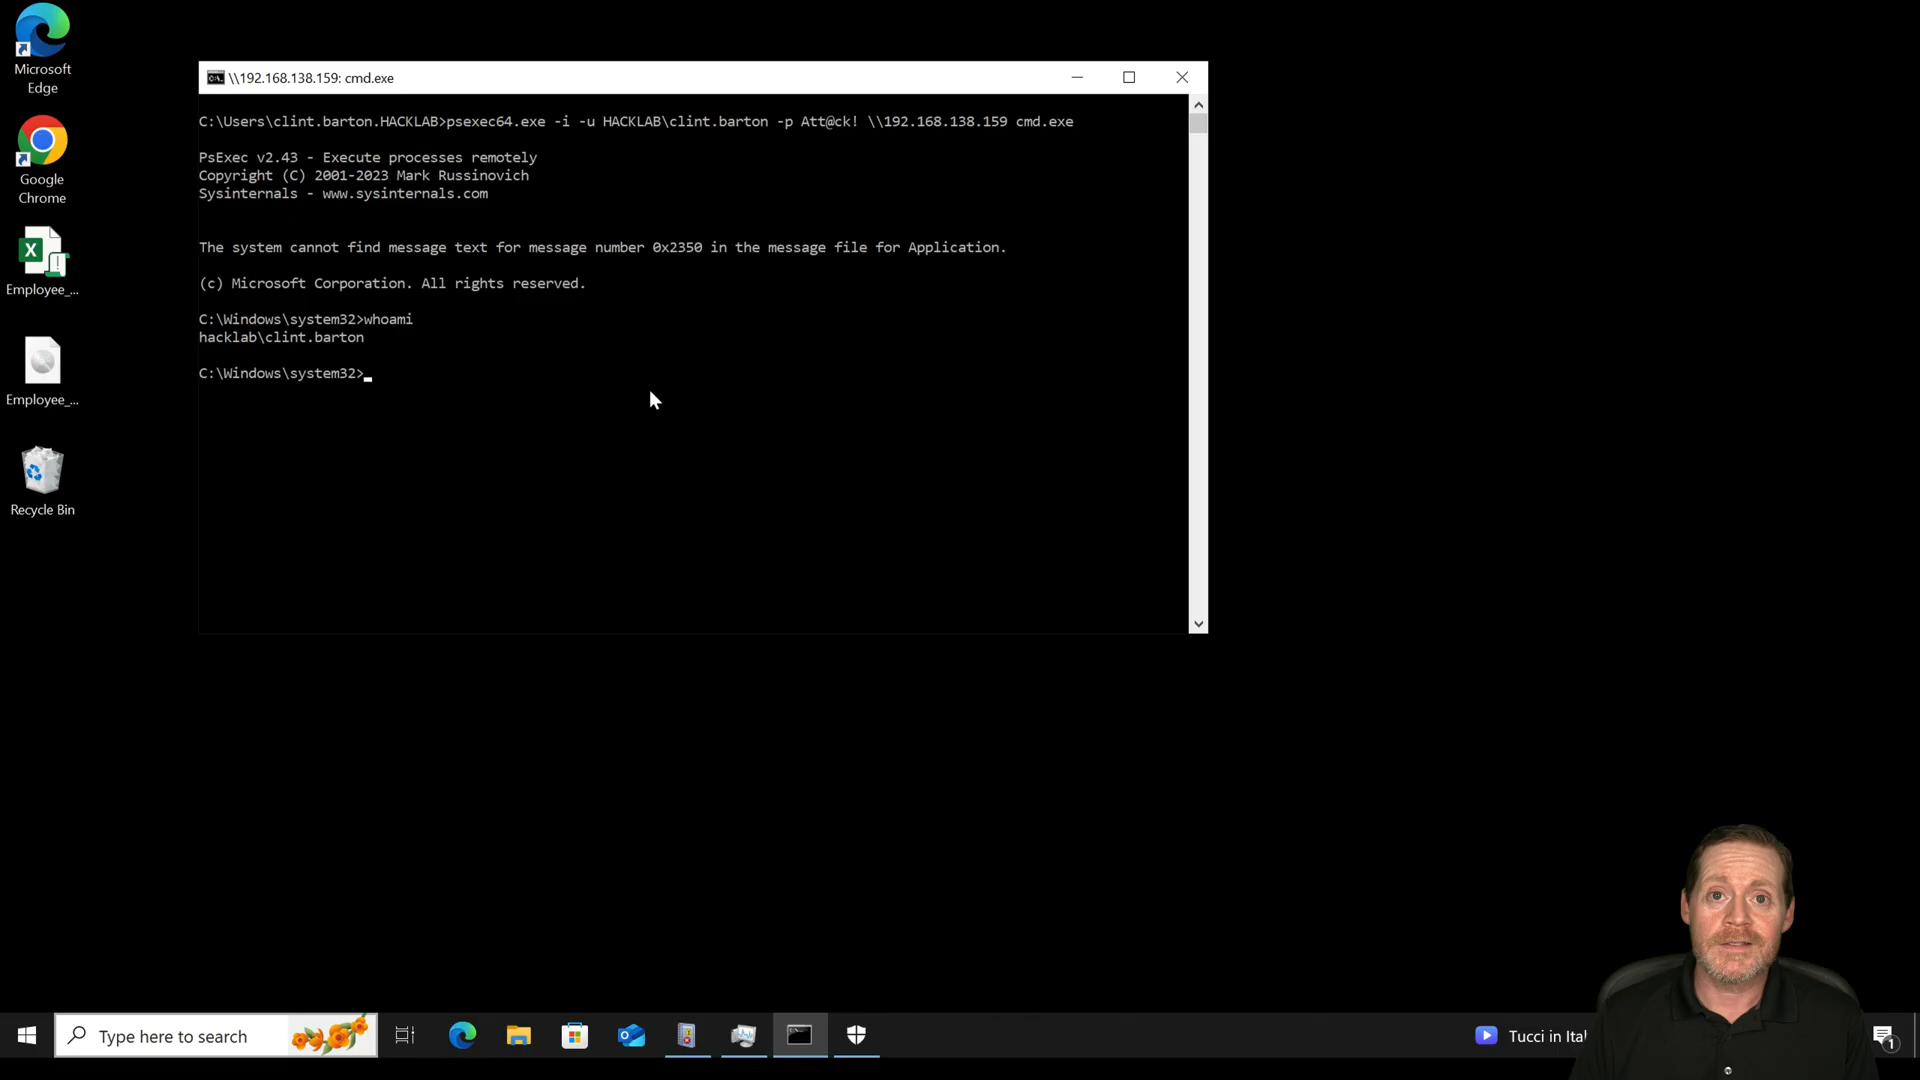 Microsoft
Edge
Google
Chrome
Employee_...
Employee_...
Recycle Bin
\\192.168.138.159: cmd.exe
C:\Users\clint.barton.HACKLAB>psexec64.exe -i -u HACKLAB\clint.barton -p Att@ck! \\192.168.138.159 cmd.exe
PsExec v2.43 - Execute processes remotely
Copyright (C) 2001-2023 Mark Russinovich
Sysinternals - www.sysinternals.com
The system cannot find message text for message number 0x2350 in the message file for Application.
(c) Microsoft Corporation. All rights reserved.
C:\Windows\system32>whoami
hacklab\clint.barton
C:\Windows\system32>
Type here to search
Tucci in Ital
1